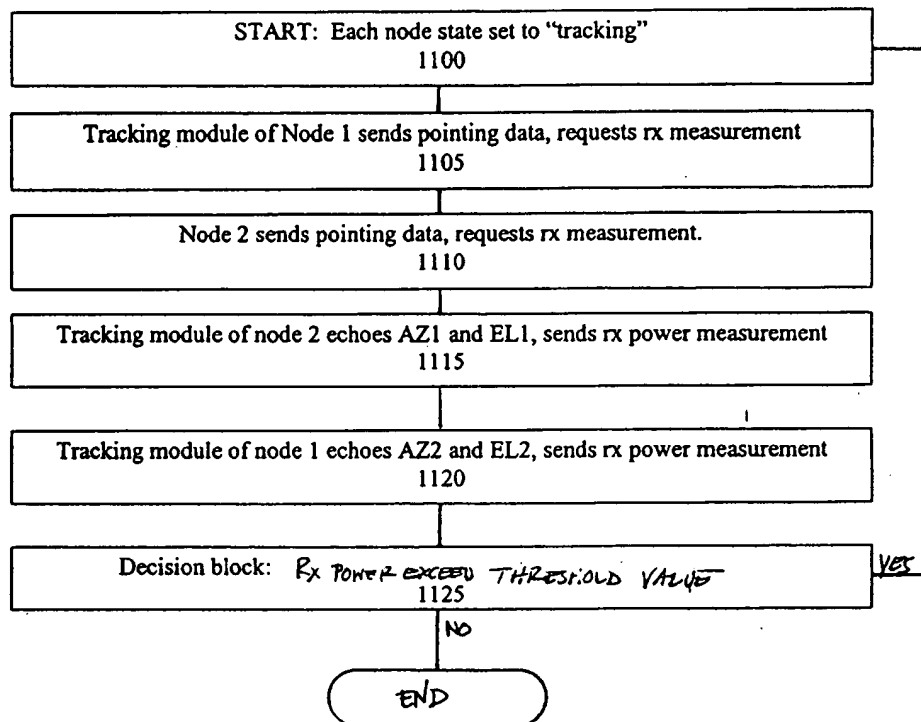 START: Each node state set to “tracking”
1100
Tracking module of Node 1 sends pointing data, requests rx measurement
1105
Node 2 sends pointing data, requests rx measurement.
1110
Tracking module of node 2 echoes AZ1 and EL1, sends rx power measurement
1115
Tracking module of node 1 echoes AZ2 and EL2, sends rx power measurement
1120
Decision block: Rx POWER EXCEED THRESHOLD VALUE
YES
1125
NO
END